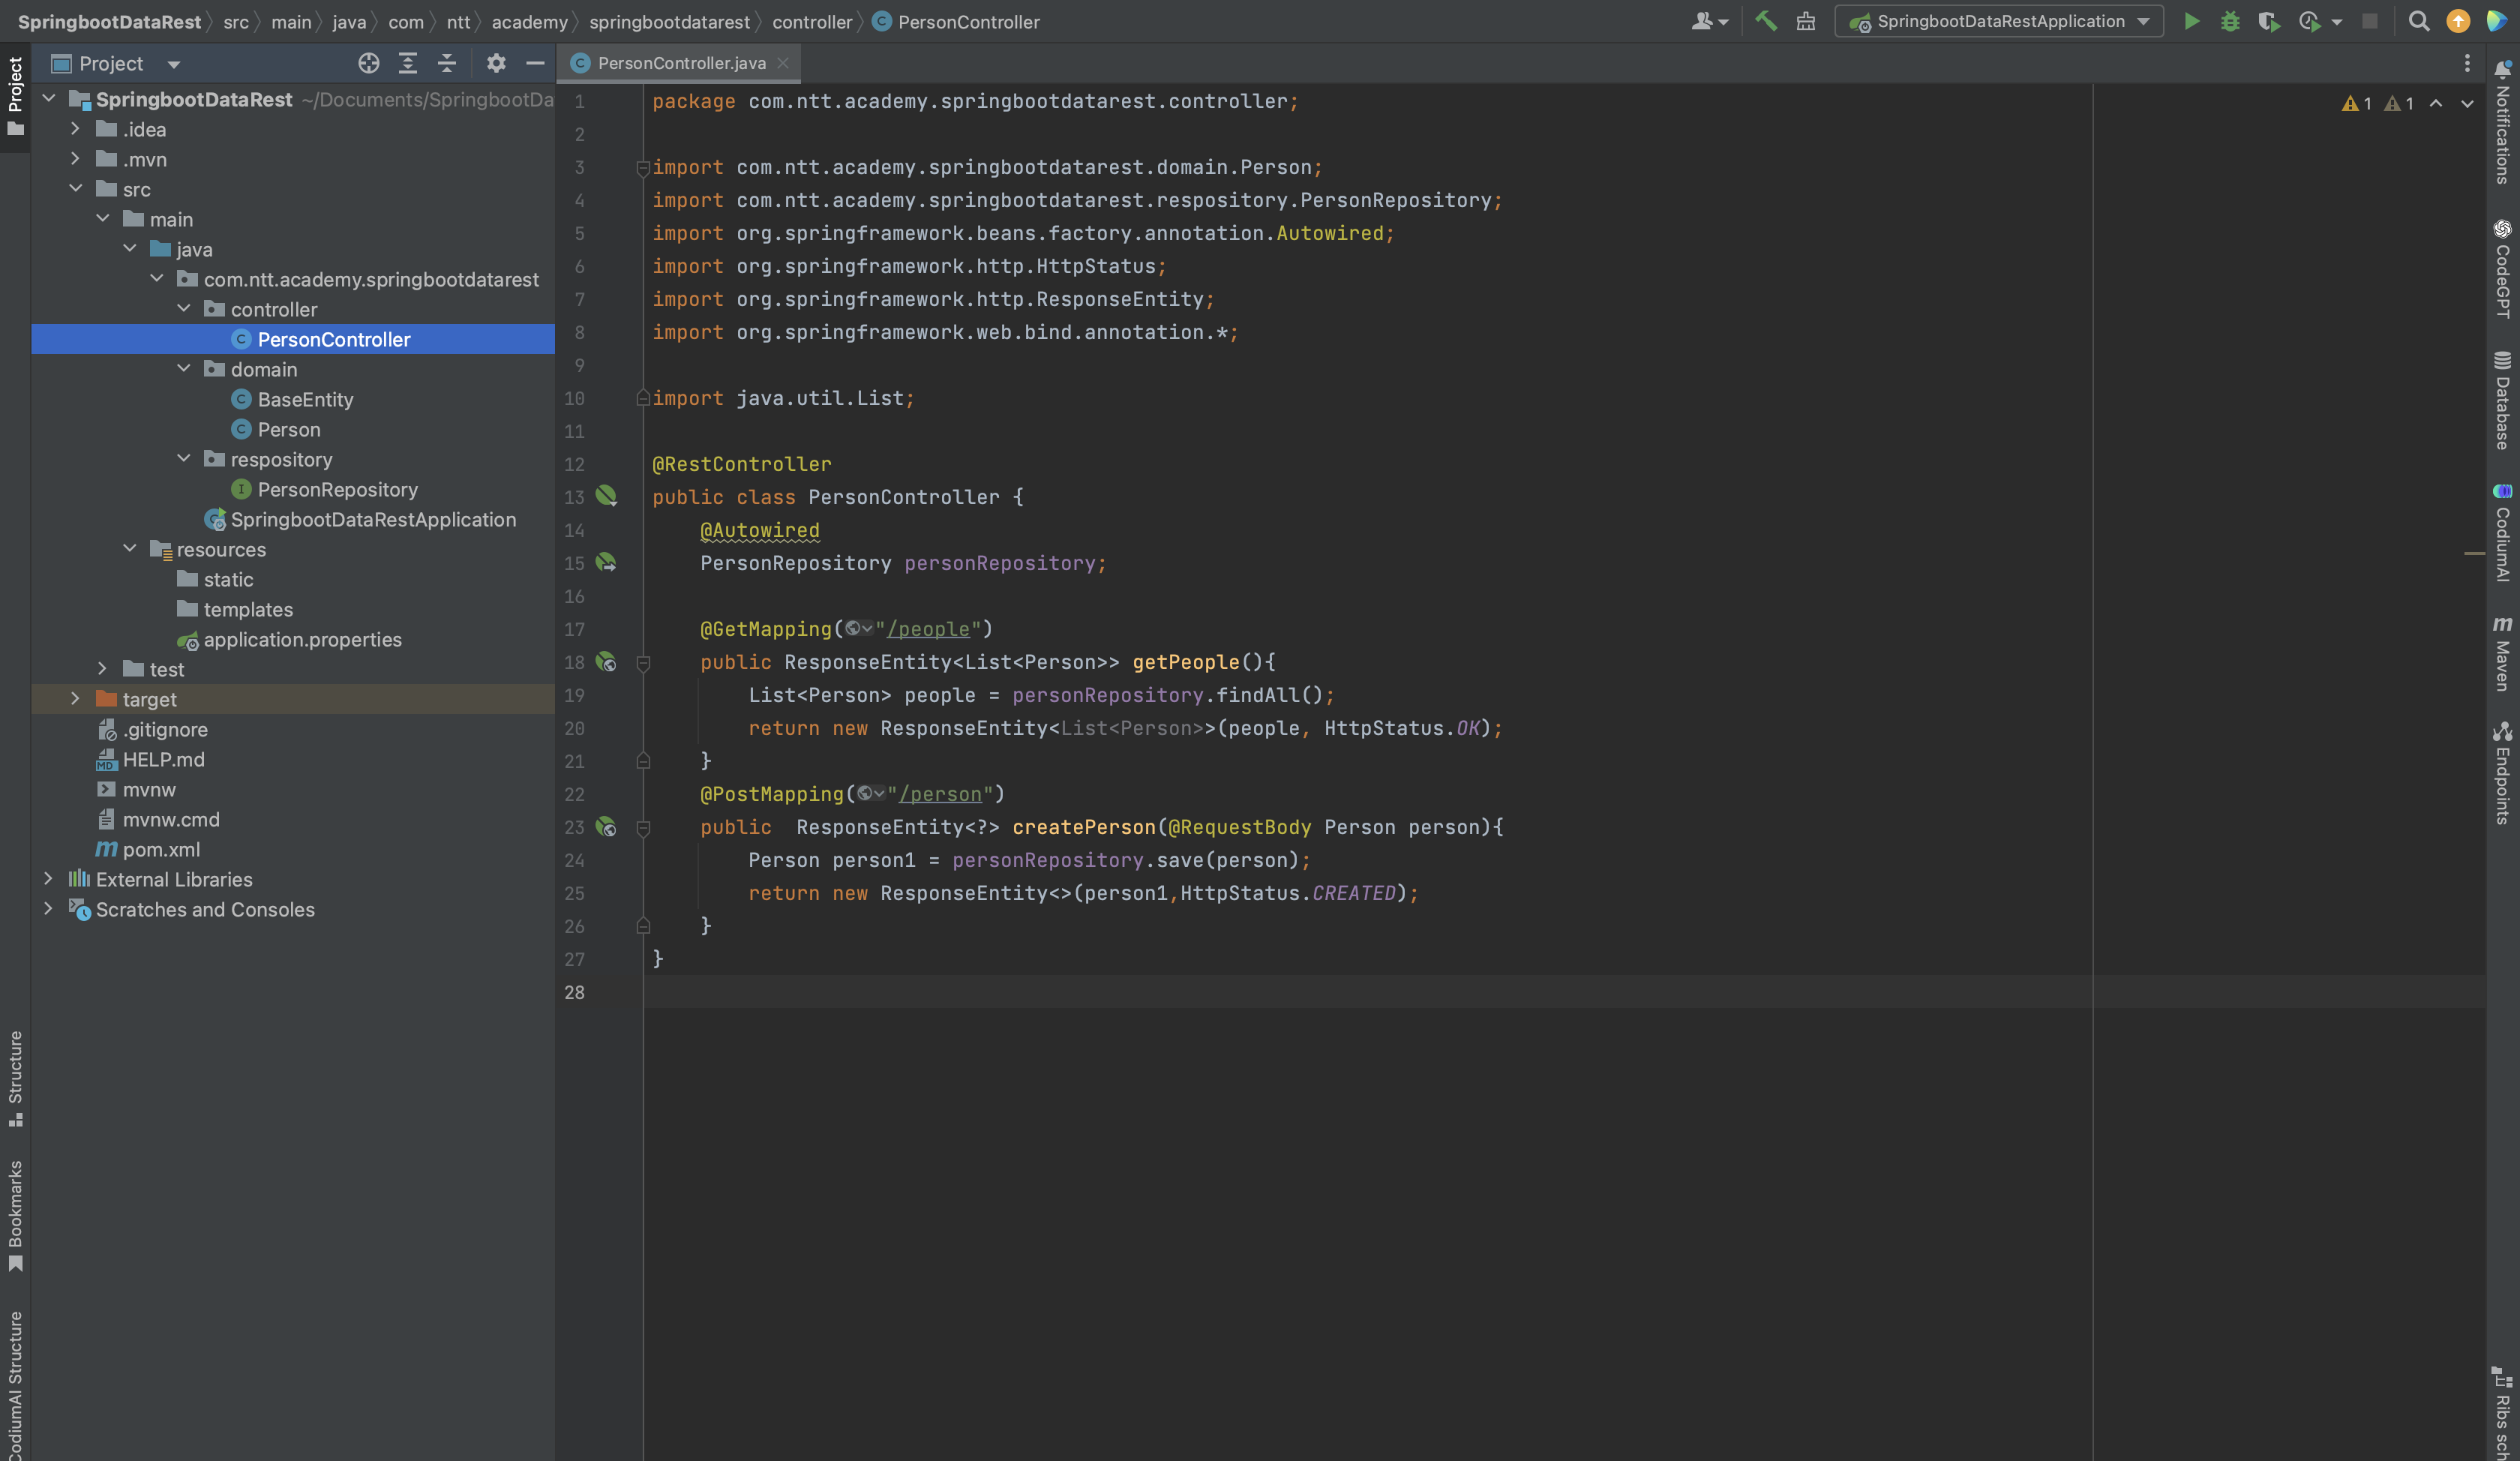 SpringbootDataRest src main java com ntt academy springbootdatarest controller PersonController
SpringbootDataRestApplication
Project
Project
SpringbootDataRest ~/Documents/SpringbootDa
.idea
.mvn
src
main
java
com.ntt.academy.springbootdatarest
controller
PersonController
domain
BaseEntity
Person
respository
PersonRepository
SpringbootDataRestApplication
resources
static
templates
application.properties
test
target
.gitignore
HELP.md
mvnw
mvnw.cmd
pom.xml
External Libraries
Scratches and Consoles
Structure
Bookmarks
CodiumAI Structure
PersonController.java
1 package com.ntt.academy.springbootdatarest.controller;
2
3 import com.ntt.academy.springbootdatarest.domain.Person;
4 import com.ntt.academy.springbootdatarest.respository.PersonRepository;
5 import org.springframework.beans.factory.annotation.Autowired;
6 import org.springframework.http.HttpStatus;
7 import org.springframework.http.ResponseEntity;
8 import org.springframework.web.bind.annotation.*;
9
10 import java.util.List;
11
12 @RestController
13 public class PersonController {
14 @Autowired
15 PersonRepository personRepository;
16
17 @GetMapping("/people")
18 public ResponseEntity<List<Person>> getPeople(){
19 List<Person> people = personRepository.findAll();
20 return new ResponseEntity<List<Person>>(people, HttpStatus.OK);
21 }
22 @PostMapping("/person")
23 public  ResponseEntity<?> createPerson(@RequestBody Person person){
24 Person person1 = personRepository.save(person);
25 return new ResponseEntity<>(person1,HttpStatus.CREATED);
26 }
27 }
28
1 1
Notifications
CodeGPT
Database
CodiumAI
Maven
Endpoints
Ribs sch